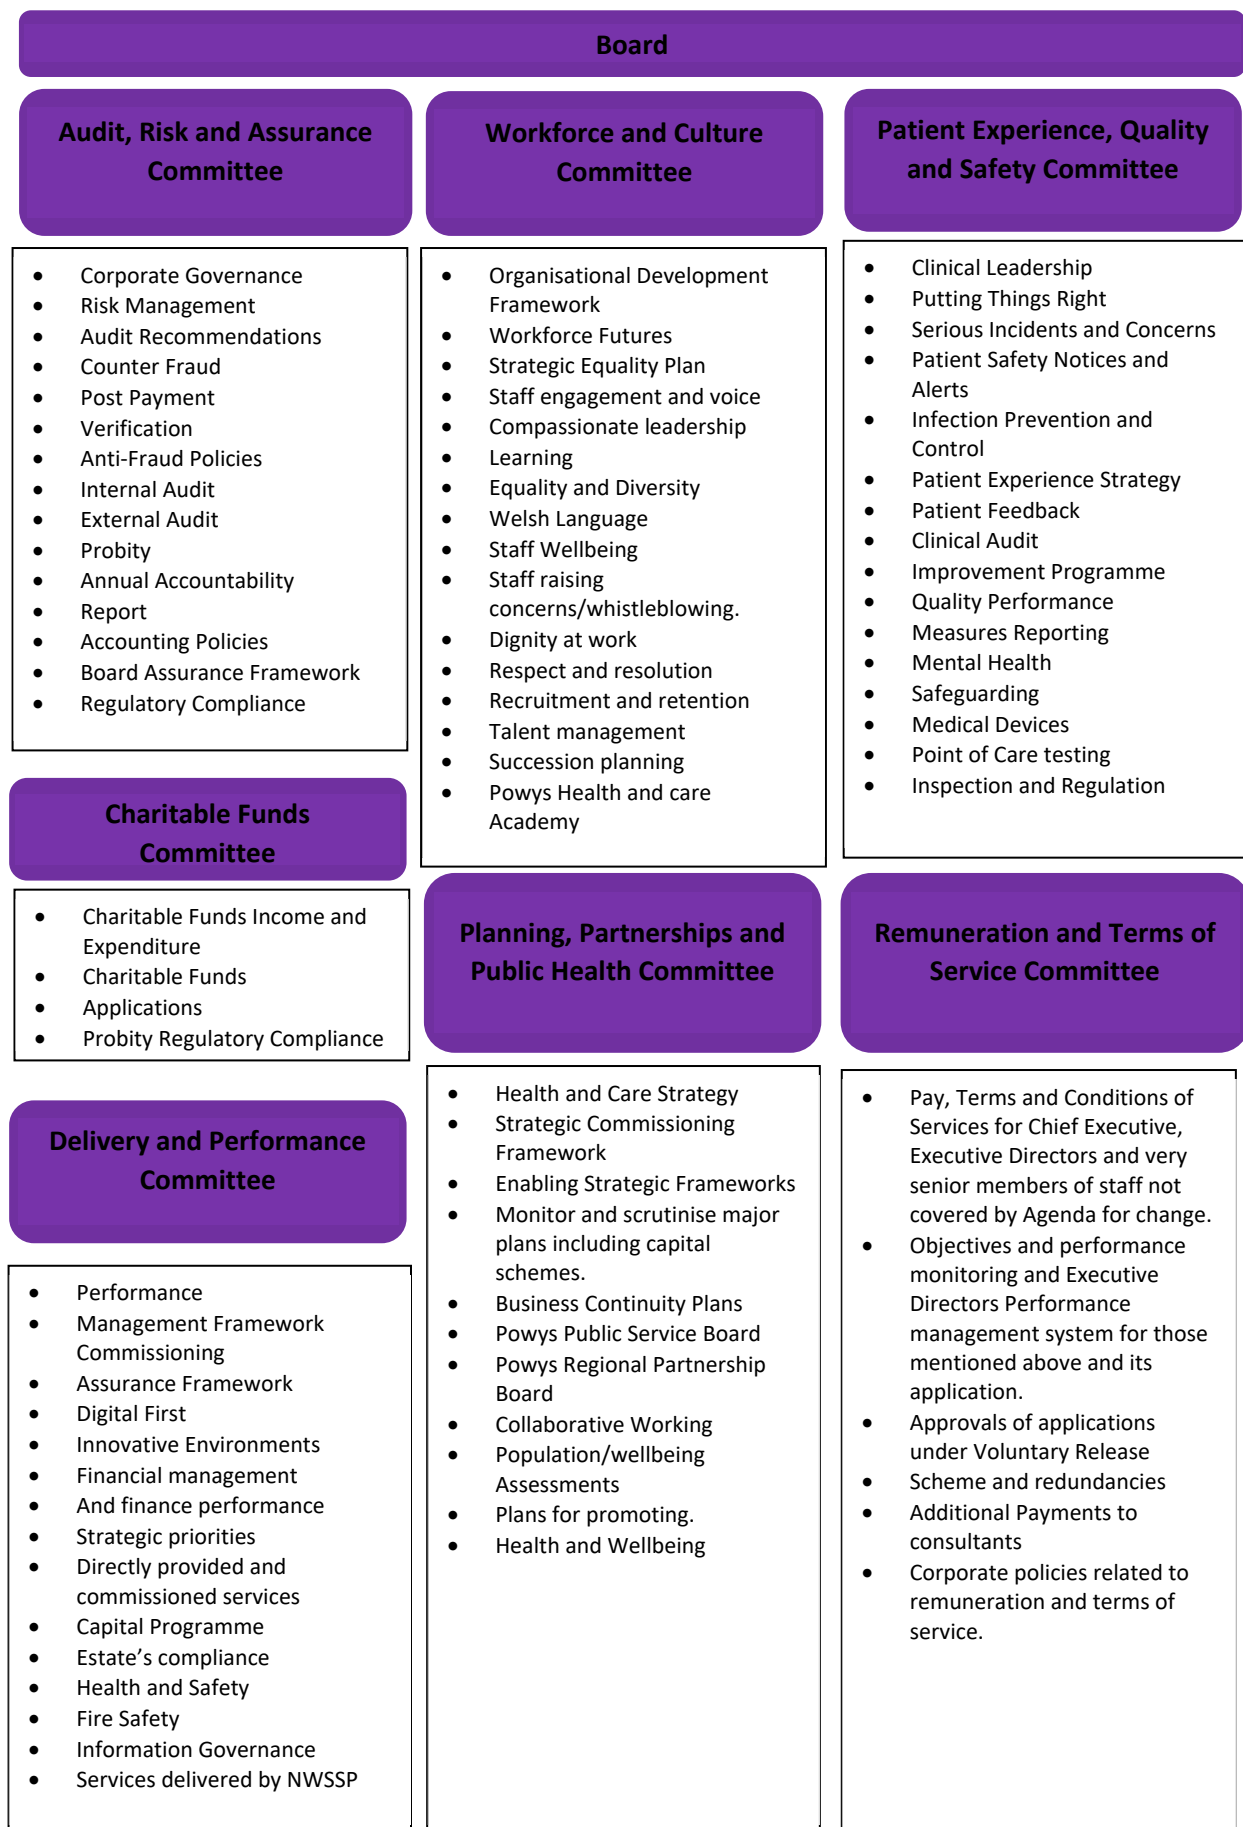 Board
Audit, Risk and Assurance
Committee
• Corporate Governance
• Risk Management
• Audit Recommendations
• Counter Fraud
• Post Payment
• Verification
• Anti-Fraud Policies
• Internal Audit
• External Audit
• Probity
• Annual Accountability
• Report
• Accounting Policies
• Board Assurance Framework
• Regulatory Compliance
Charitable Funds
Committee
• Charitable Funds Income and
Expenditure
• Charitable Funds
• Applications
• Probity Regulatory Compliance
Delivery and Performance
Committee
• Performance
• Management Framework
Commissioning
• Assurance Framework
• Digital First
• Innovative Environments
• Financial management
• And finance performance
• Strategic priorities
• Directly provided and
commissioned services
• Capital Programme
• Estate’s compliance
• Health and Safety
• Fire Safety
• Information Governance
• Services delivered by NWSSP
Workforce and Culture
Committee
• Organisational Development
Framework
• Workforce Futures
• Strategic Equality Plan
• Staff engagement and voice
• Compassionate leadership
• Learning
• Equality and Diversity
• Welsh Language
• Staff Wellbeing
• Staff raising
concerns/whistleblowing.
• Dignity at work
• Respect and resolution
• Recruitment and retention
• Talent management
• Succession planning
• Powys Health and care
Academy
Planning, Partnerships and
Public Health Committee
• Health and Care Strategy
• Strategic Commissioning
Framework
• Enabling Strategic Frameworks
• Monitor and scrutinise major
plans including capital
schemes.
• Business Continuity Plans
• Powys Public Service Board
• Powys Regional Partnership
Board
• Collaborative Working
• Population/wellbeing
Assessments
• Plans for promoting.
• Health and Wellbeing
Patient Experience, Quality
and Safety Committee
• Clinical Leadership
• Putting Things Right
• Serious Incidents and Concerns
• Patient Safety Notices and
Alerts
• Infection Prevention and
Control
• Patient Experience Strategy
• Patient Feedback
• Clinical Audit
• Improvement Programme
• Quality Performance
• Measures Reporting
• Mental Health
• Safeguarding
• Medical Devices
• Point of Care testing
• Inspection and Regulation
Remuneration and Terms of
Service Committee
• Pay, Terms and Conditions of
Services for Chief Executive,
Executive Directors and very
senior members of staff not
covered by Agenda for change.
• Objectives and performance
monitoring and Executive
Directors Performance
management system for those
mentioned above and its
application.
• Approvals of applications
under Voluntary Release
• Scheme and redundancies
• Additional Payments to
consultants
• Corporate policies related to
remuneration and terms of
service.